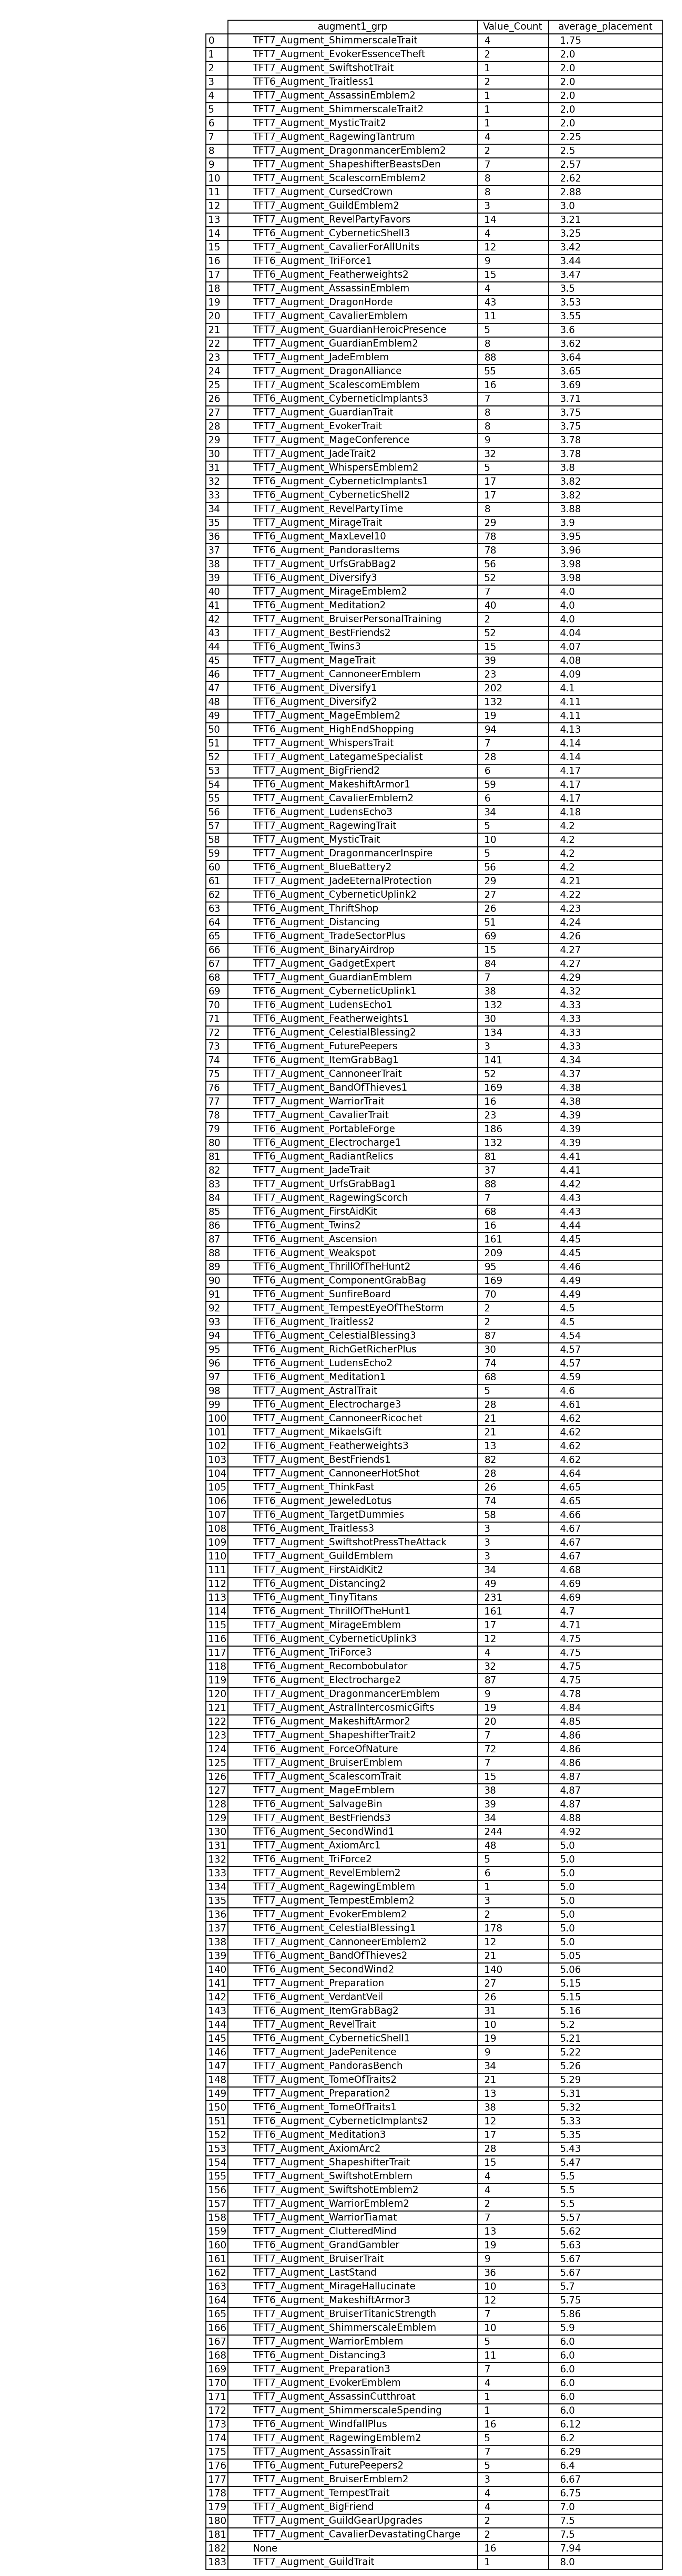 augment1_grp Value_Count average_placement
0 TFT7_Augment_ShimmerscaleTrait 4 1.75
1 TFT7_Augment_EvokerEssenceTheft 2 2.0
2 TFT7_Augment_SwiftshotTrait 1 2.0
3 TFT6_Augment_Traitless1 2 2.0
4 TFT7_Augment_AssassinEmblem2 1 2.0
5 TFT7_Augment_ShimmerscaleTrait2 1 2.0
6 TFT7_Augment_MysticTrait2 1 2.0
7 TFT7_Augment_RagewingTantrum 4 2.25
8 TFT7_Augment_DragonmancerEmblem2 2 2.5
9 TFT7_Augment_ShapeshifterBeastsDen 7 2.57
10 TFT7_Augment_ScalescornEmblem2 8 2.62
11 TFT7_Augment_CursedCrown 8 2.88
12 TFT7_Augment_GuildEmblem2 3 3.0
13 TFT7_Augment_RevelPartyFavors 14 3.21
14 TFT6_Augment_CyberneticShell3 4 3.25
15 TFT7_Augment_CavalierForAllUnits 12 3.42
16 TFT6_Augment_TriForce1 9 3.44
17 TFT6_Augment_Featherweights2 15 3.47
18 TFT7_Augment_AssassinEmblem 4 3.5
19 TFT7_Augment_DragonHorde 43 3.53
20 TFT7_Augment_CavalierEmblem 11 3.55
21 TFT7_Augment_GuardianHeroicPresence 5 3.6
22 TFT7_Augment_GuardianEmblem2 8 3.62
23 TFT7_Augment_JadeEmblem 88 3.64
24 TFT7_Augment_DragonAlliance 55 3.65
25 TFT7_Augment_ScalescornEmblem 16 3.69
26 TFT6_Augment_CyberneticImplants3 7 3.71
27 TFT7_Augment_GuardianTrait 8 3.75
28 TFT7_Augment_EvokerTrait 8 3.75
29 TFT7_Augment_MageConference 9 3.78
30 TFT7_Augment_JadeTrait2 32 3.78
31 TFT7_Augment_WhispersEmblem2 5 3.8
32 TFT6_Augment_CyberneticImplants1 17 3.82
33 TFT6_Augment_CyberneticShell2 17 3.82
34 TFT7_Augment_RevelPartyTime 8 3.88
35 TFT7_Augment_MirageTrait 29 3.9
36 TFT6_Augment_MaxLevel10 78 3.95
37 TFT6_Augment_PandorasItems 78 3.96
38 TFT7_Augment_UrfsGrabBag2 56 3.98
39 TFT6_Augment_Diversify3 52 3.98
40 TFT7_Augment_MirageEmblem2 7 4.0
41 TFT6_Augment_Meditation2 40 4.0
42 TFT7_Augment_BruiserPersonalTraining 2 4.0
43 TFT7_Augment_BestFriends2 52 4.04
44 TFT6_Augment_Twins3 15 4.07
45 TFT7_Augment_MageTrait 39 4.08
46 TFT7_Augment_CannoneerEmblem 23 4.09
47 TFT6_Augment_Diversify1 202 4.1
48 TFT6_Augment_Diversify2 132 4.11
49 TFT7_Augment_MageEmblem2 19 4.11
50 TFT6_Augment_HighEndShopping 94 4.13
51 TFT7_Augment_WhispersTrait 7 4.14
52 TFT7_Augment_LategameSpecialist 28 4.14
53 TFT7_Augment_BigFriend2 6 4.17
54 TFT6_Augment_MakeshiftArmor1 59 4.17
55 TFT7_Augment_CavalierEmblem2 6 4.17
56 TFT6_Augment_LudensEcho3 34 4.18
57 TFT7_Augment_RagewingTrait 5 4.2
58 TFT7_Augment_MysticTrait 10 4.2
59 TFT7_Augment_DragonmancerInspire 5 4.2
60 TFT6_Augment_BlueBattery2 56 4.2
61 TFT7_Augment_JadeEternalProtection 29 4.21
62 TFT6_Augment_CyberneticUplink2 27 4.22
63 TFT6_Augment_ThriftShop 26 4.23
64 TFT6_Augment_Distancing 51 4.24
65 TFT6_Augment_TradeSectorPlus 69 4.26
66 TFT6_Augment_BinaryAirdrop 15 4.27
67 TFT7_Augment_GadgetExpert 84 4.27
68 TFT7_Augment_GuardianEmblem 7 4.29
69 TFT6_Augment_CyberneticUplink1 38 4.32
70 TFT6_Augment_LudensEcho1 132 4.33
71 TFT6_Augment_Featherweights1 30 4.33
72 TFT6_Augment_CelestialBlessing2 134 4.33
73 TFT7_Augment_FuturePeepers 3 4.33
74 TFT6_Augment_ItemGrabBag1 141 4.34
75 TFT7_Augment_CannoneerTrait 52 4.37
76 TFT7_Augment_BandOfThieves1 169 4.38
77 TFT7_Augment_WarriorTrait 16 4.38
78 TFT7_Augment_CavalierTrait 23 4.39
79 TFT6_Augment_PortableForge 186 4.39
80 TFT6_Augment_Electrocharge1 132 4.39
81 TFT6_Augment_RadiantRelics 81 4.41
82 TFT7_Augment_JadeTrait 37 4.41
83 TFT7_Augment_UrfsGrabBag1 88 4.42
84 TFT7_Augment_RagewingScorch 7 4.43
85 TFT6_Augment_FirstAidKit 68 4.43
86 TFT6_Augment_Twins2 16 4.44
87 TFT6_Augment_Ascension 161 4.45
88 TFT6_Augment_Weakspot 209 4.45
89 TFT6_Augment_ThrillOfTheHunt2 95 4.46
90 TFT6_Augment_ComponentGrabBag 169 4.49
91 TFT6_Augment_SunfireBoard 70 4.49
92 TFT7_Augment_TempestEyeOfTheStorm 2 4.5
93 TFT6_Augment_Traitless2 2 4.5
94 TFT6_Augment_CelestialBlessing3 87 4.54
95 TFT6_Augment_RichGetRicherPlus 30 4.57
96 TFT6_Augment_LudensEcho2 74 4.57
97 TFT6_Augment_Meditation1 68 4.59
98 TFT7_Augment_AstralTrait 5 4.6
99 TFT6_Augment_Electrocharge3 28 4.61
100 TFT7_Augment_CannoneerRicochet 21 4.62
101 TFT7_Augment_MikaelsGift 21 4.62
102 TFT6_Augment_Featherweights3 13 4.62
103 TFT7_Augment_BestFriends1 82 4.62
104 TFT7_Augment_CannoneerHotShot 28 4.64
105 TFT7_Augment_ThinkFast 26 4.65
106 TFT6_Augment_JeweledLotus 74 4.65
107 TFT6_Augment_TargetDummies 58 4.66
108 TFT6_Augment_Traitless3 3 4.67
109 TFT7_Augment_SwiftshotPressTheAttack 3 4.67
110 TFT7_Augment_GuildEmblem 3 4.67
111 TFT7_Augment_FirstAidKit2 34 4.68
112 TFT6_Augment_Distancing2 49 4.69
113 TFT6_Augment_TinyTitans 231 4.69
114 TFT6_Augment_ThrillOfTheHunt1 161 4.7
115 TFT7_Augment_MirageEmblem 17 4.71
116 TFT6_Augment_CyberneticUplink3 12 4.75
117 TFT6_Augment_TriForce3 4 4.75
118 TFT6_Augment_Recombobulator 32 4.75
119 TFT6_Augment_Electrocharge2 87 4.75
120 TFT7_Augment_DragonmancerEmblem 9 4.78
121 TFT7_Augment_AstralIntercosmicGifts 19 4.84
122 TFT6_Augment_MakeshiftArmor2 20 4.85
123 TFT7_Augment_ShapeshifterTrait2 7 4.86
124 TFT6_Augment_ForceOfNature 72 4.86
125 TFT7_Augment_BruiserEmblem 7 4.86
126 TFT7_Augment_ScalescornTrait 15 4.87
127 TFT7_Augment_MageEmblem 38 4.87
128 TFT6_Augment_SalvageBin 39 4.87
129 TFT7_Augment_BestFriends3 34 4.88
130 TFT6_Augment_SecondWind1 244 4.92
131 TFT7_Augment_AxiomArc1 48 5.0
132 TFT6_Augment_TriForce2 5 5.0
133 TFT7_Augment_RevelEmblem2 6 5.0
134 TFT7_Augment_RagewingEmblem 1 5.0
135 TFT7_Augment_TempestEmblem2 3 5.0
136 TFT7_Augment_EvokerEmblem2 2 5.0
137 TFT6_Augment_CelestialBlessing1 178 5.0
138 TFT7_Augment_CannoneerEmblem2 12 5.0
139 TFT6_Augment_BandOfThieves2 21 5.05
140 TFT6_Augment_SecondWind2 140 5.06
141 TFT7_Augment_Preparation 27 5.15
142 TFT6_Augment_VerdantVeil 26 5.15
143 TFT6_Augment_ItemGrabBag2 31 5.16
144 TFT7_Augment_RevelTrait 10 5.2
145 TFT6_Augment_CyberneticShell1 19 5.21
146 TFT7_Augment_JadePenitence 9 5.22
147 TFT7_Augment_PandorasBench 34 5.26
148 TFT7_Augment_TomeOfTraits2 21 5.29
149 TFT7_Augment_Preparation2 13 5.31
150 TFT6_Augment_TomeOfTraits1 38 5.32
151 TFT6_Augment_CyberneticImplants2 12 5.33
152 TFT6_Augment_Meditation3 17 5.35
153 TFT7_Augment_AxiomArc2 28 5.43
154 TFT7_Augment_ShapeshifterTrait 15 5.47
155 TFT7_Augment_SwiftshotEmblem 4 5.5
156 TFT7_Augment_SwiftshotEmblem2 4 5.5
157 TFT7_Augment_WarriorEmblem2 2 5.5
158 TFT7_Augment_WarriorTiamat 7 5.57
159 TFT7_Augment_ClutteredMind 13 5.62
160 TFT6_Augment_GrandGambler 19 5.63
161 TFT7_Augment_BruiserTrait 9 5.67
162 TFT7_Augment_LastStand 36 5.67
163 TFT7_Augment_MirageHallucinate 10 5.7
164 TFT6_Augment_MakeshiftArmor3 12 5.75
165 TFT7_Augment_BruiserTitanicStrength 7 5.86
166 TFT7_Augment_ShimmerscaleEmblem 10 5.9
167 TFT7_Augment_WarriorEmblem 5 6.0
168 TFT6_Augment_Distancing3 11 6.0
169 TFT7_Augment_Preparation3 7 6.0
170 TFT7_Augment_EvokerEmblem 4 6.0
171 TFT7_Augment_AssassinCutthroat 1 6.0
172 TFT7_Augment_ShimmerscaleSpending 1 6.0
173 TFT6_Augment_WindfallPlus 16 6.12
174 TFT7_Augment_RagewingEmblem2 5 6.2
175 TFT7_Augment_AssassinTrait 7 6.29
176 TFT6_Augment_FuturePeepers2 5 6.4
177 TFT7_Augment_BruiserEmblem2 3 6.67
178 TFT7_Augment_TempestTrait 4 6.75
179 TFT7_Augment_BigFriend 4 7.0
180 TFT7_Augment_GuildGearUpgrades 2 7.5
181 TFT7_Augment_CavalierDevastatingCharge 2 7.5
182 None 16 7.94
183 TFT7_Augment_GuildTrait 1 8.0